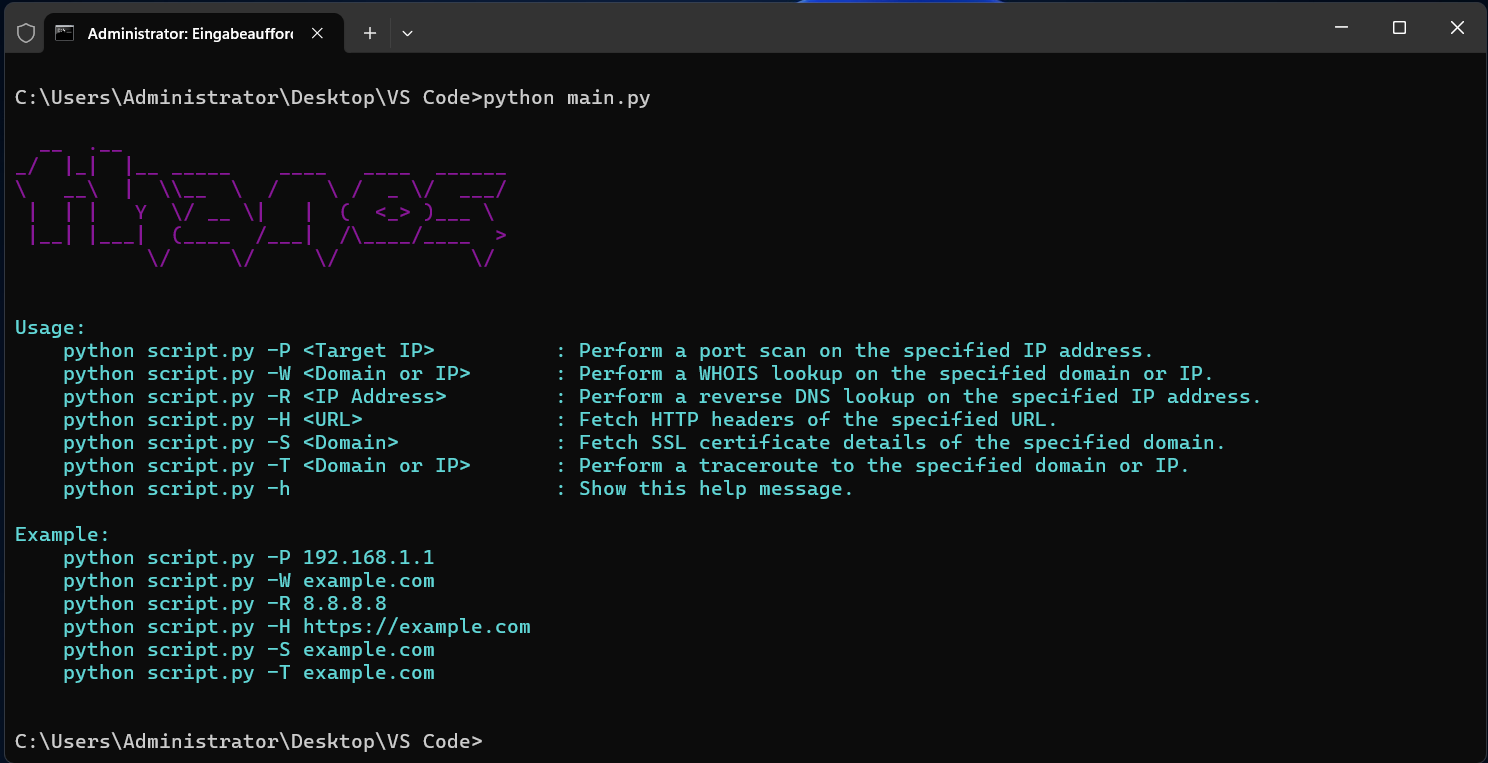 Administrator: Eingabeauffor
C:\Users\Administrator\Desktop\VS Code>python main.py
thanos
Usage:
    python script.py -P <Target IP>          : Perform a port scan on the specified IP address.
    python script.py -W <Domain or IP>       : Perform a WHOIS lookup on the specified domain or IP.
    python script.py -R <IP Address>         : Perform a reverse DNS lookup on the specified IP address.
    python script.py -H <URL>                : Fetch HTTP headers of the specified URL.
    python script.py -S <Domain>             : Fetch SSL certificate details of the specified domain.
    python script.py -T <Domain or IP>       : Perform a traceroute to the specified domain or IP.
    python script.py -h                      : Show this help message.
Example:
    python script.py -P 192.168.1.1
    python script.py -W example.com
    python script.py -R 8.8.8.8
    python script.py -H https://example.com
    python script.py -S example.com
    python script.py -T example.com
C:\Users\Administrator\Desktop\VS Code>